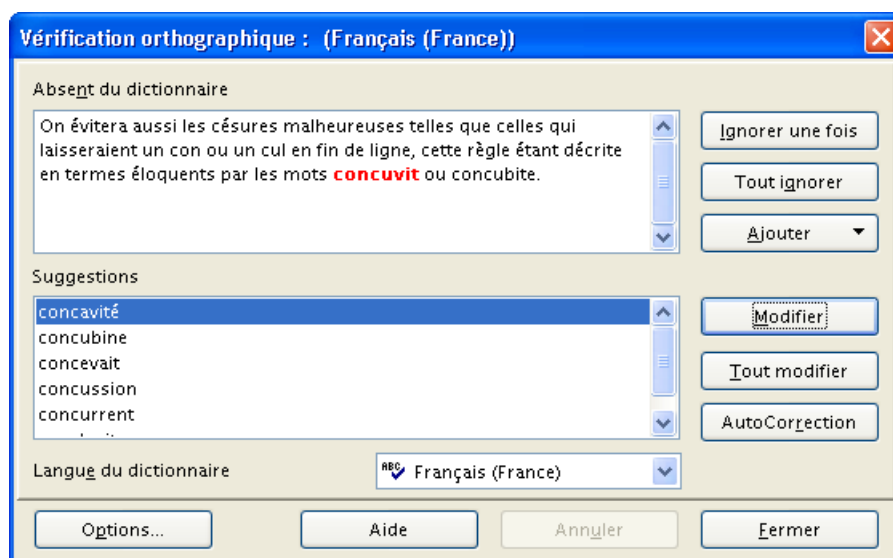 Vérification orthographique : (Français (France))
Absent du dictionnaire
On évitera aussi les césures malheureuses telles que celles qui
laisseraient un con ou un cul en fin de ligne, cette règle étant décrite
en termes éloquents par les mots concuvit ou concubite.
Ignorer une fois
Tout ignorer
Ajouter
Suggestions
concavité
concubine
concevait
concussion
concurrent
Modifier
Tout modifier
AutoCorrection
Langue du dictionnaire
ABC
Français (France)
Options...
Aide
Annuler
Fermer